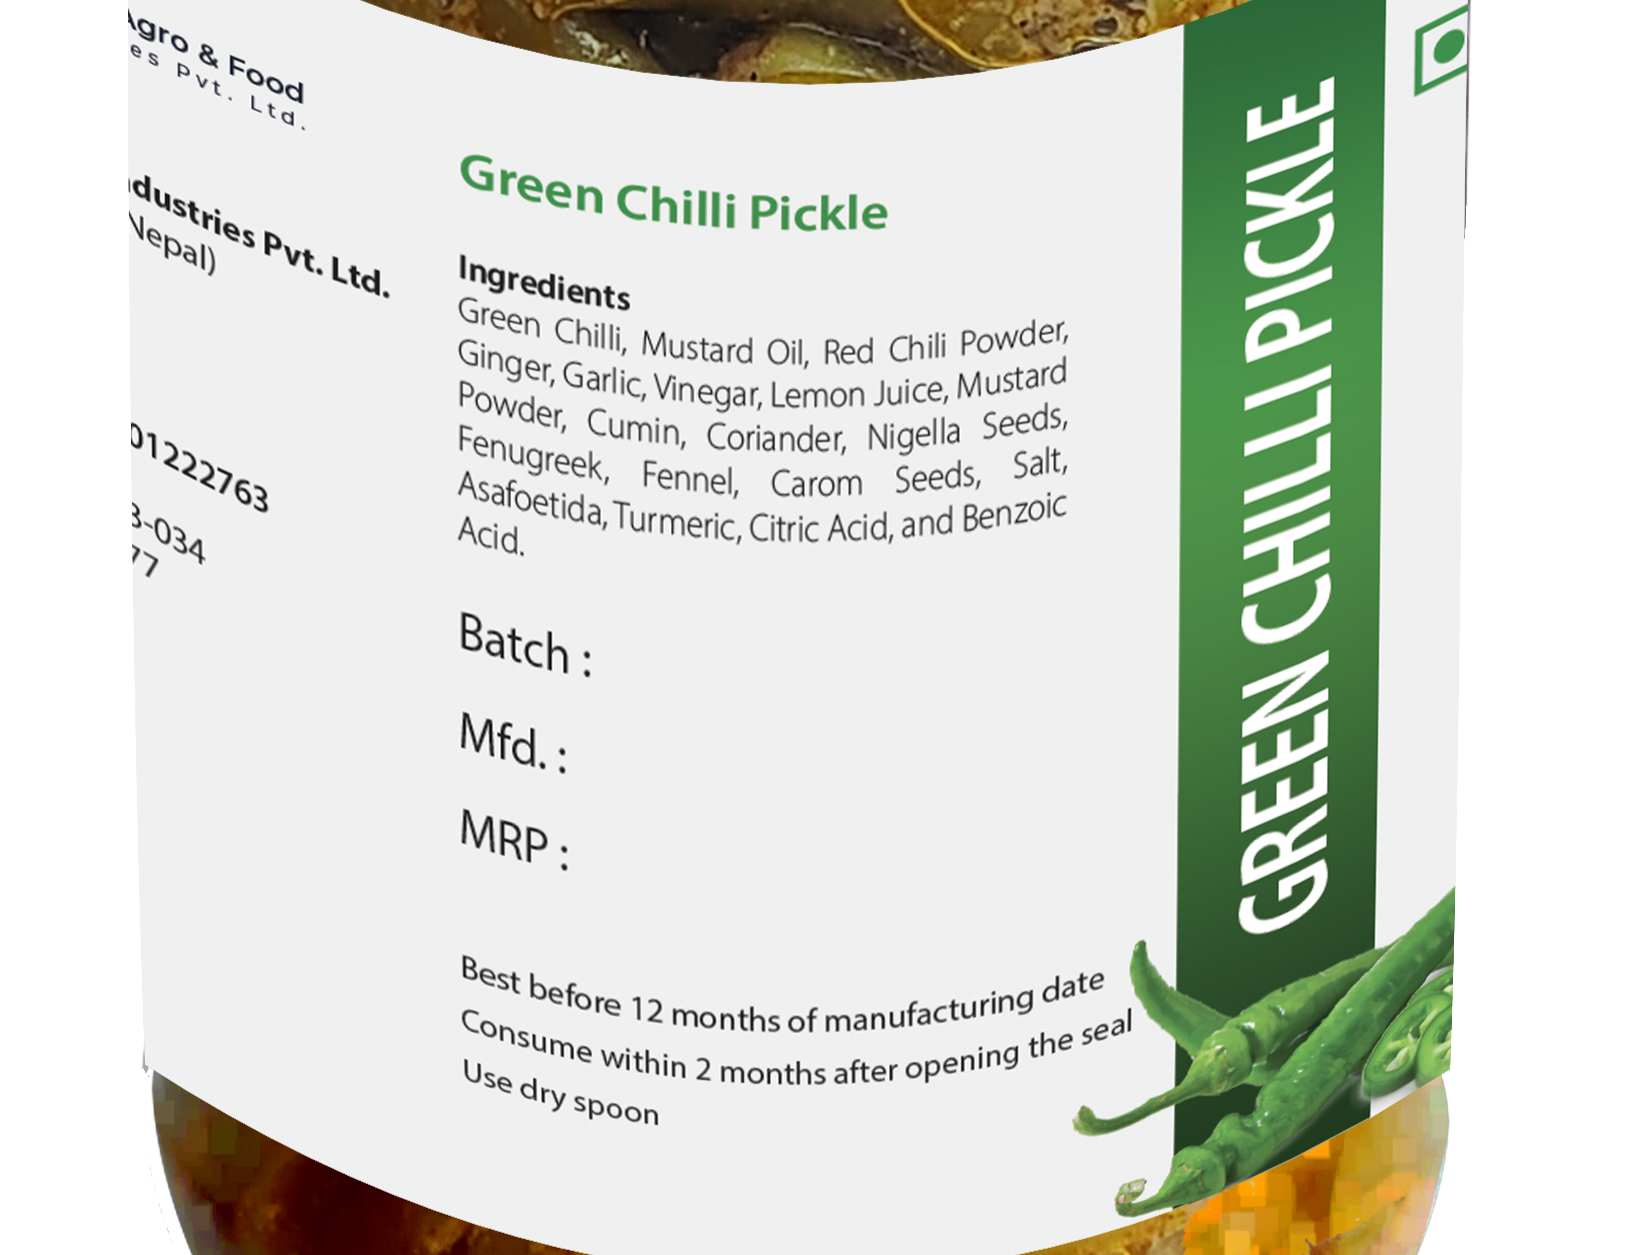 Agro & Food
es Pvt. Ltd.
dustries Pvt. Ltd.
Nepal)
01222763
3-034
77
Green Chilli Pickle
Ingredients
Green Chilli, Mustard Oil, Red Chili Powder,
Ginger, Garlic, Vinegar, Lemon Juice, Mustard
Powder, Cumin, Coriander, Nigella Seeds,
Fenugreek, Fennel, Carom Seeds, Salt,
Asafoetida, Turmeric, Citric Acid, and Benzoic
Acid.
Batch :
Mfd. :
MRP :
Best before 12 months of manufacturing date
Consume within 2 months after opening the seal
Use dry spoon
GREEN CHILLI PICKLE